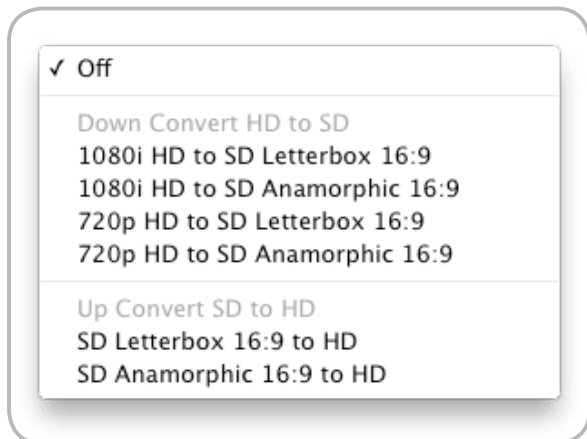 ✓ Off
Down Convert HD to SD
1080i HD to SD Letterbox 16:9
1080i HD to SD Anamorphic 16:9
720p HD to SD Letterbox 16:9
720p HD to SD Anamorphic 16:9
Up Convert SD to HD
SD Letterbox 16:9 to HD
SD Anamorphic 16:9 to HD